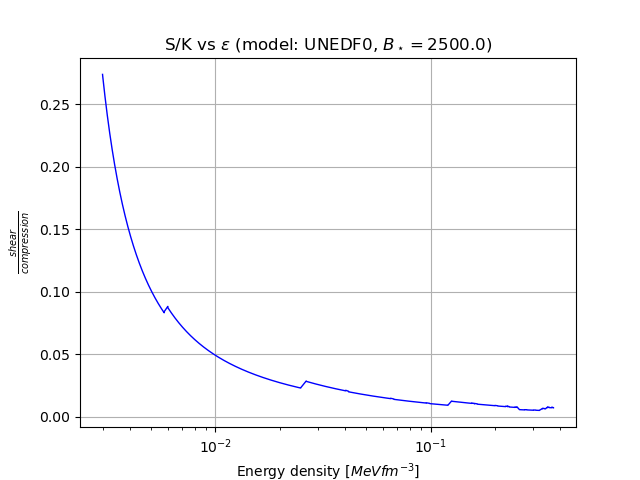 S/K vs ε (model: UNEDF0, B⋆ = 2500.0)
0.25
0.20
0.15
0.10
0.05
0.00
shear
compression
10⁻²
10⁻¹
Energy density [MeVfm⁻³]